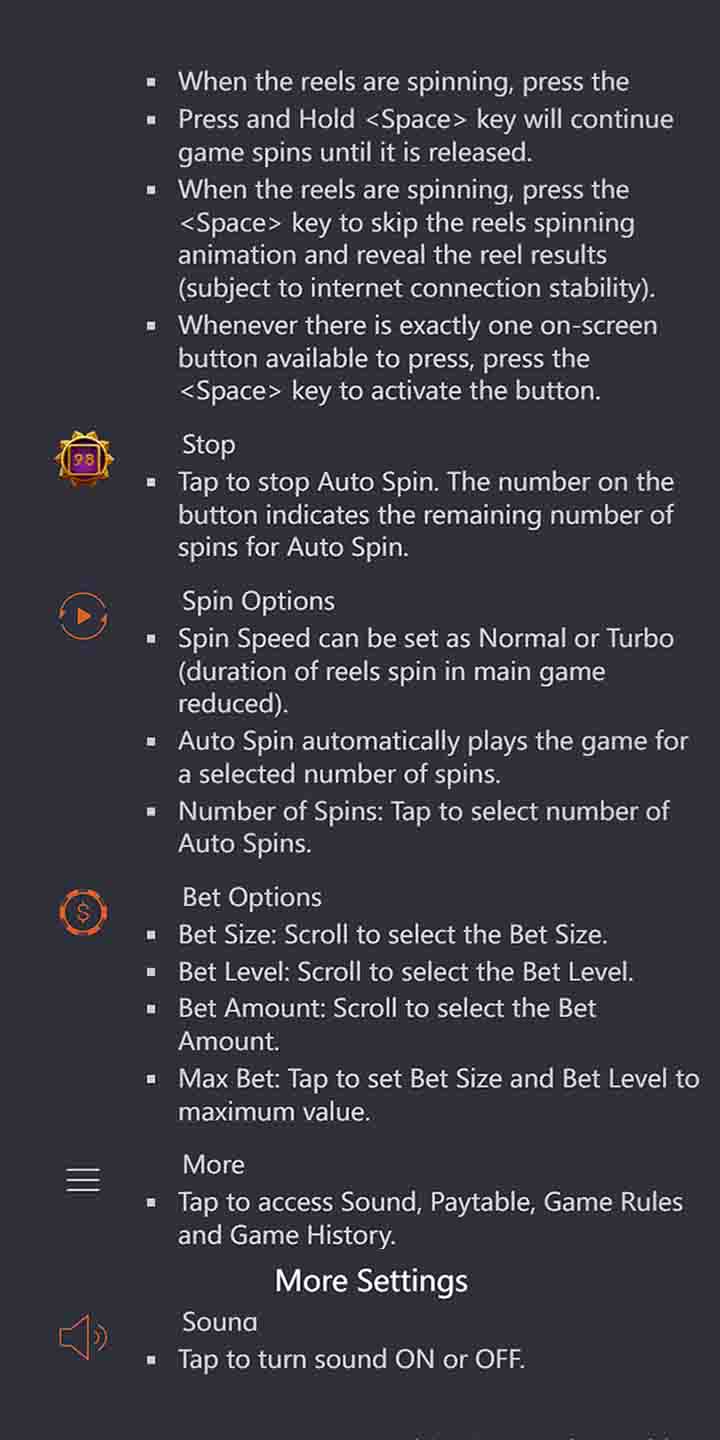 ▪ When the reels are spinning, press the
▪ Press and Hold <Space> key will continue
game spins until it is released.
▪ When the reels are spinning, press the
<Space> key to skip the reels spinning
animation and reveal the reel results
(subject to internet connection stability).
▪ Whenever there is exactly one on-screen
button available to press, press the
<Space> key to activate the button.
98
Stop
▪ Tap to stop Auto Spin. The number on the
button indicates the remaining number of
spins for Auto Spin.
Spin Options
▪ Spin Speed can be set as Normal or Turbo
(duration of reels spin in main game
reduced).
▪ Auto Spin automatically plays the game for
a selected number of spins.
▪ Number of Spins: Tap to select number of
Auto Spins.
$
Bet Options
▪ Bet Size: Scroll to select the Bet Size.
▪ Bet Level: Scroll to select the Bet Level.
▪ Bet Amount: Scroll to select the Bet
Amount.
▪ Max Bet: Tap to set Bet Size and Bet Level to
maximum value.
More
▪ Tap to access Sound, Paytable, Game Rules
and Game History.
More Settings
Sound
▪ Tap to turn sound ON or OFF.